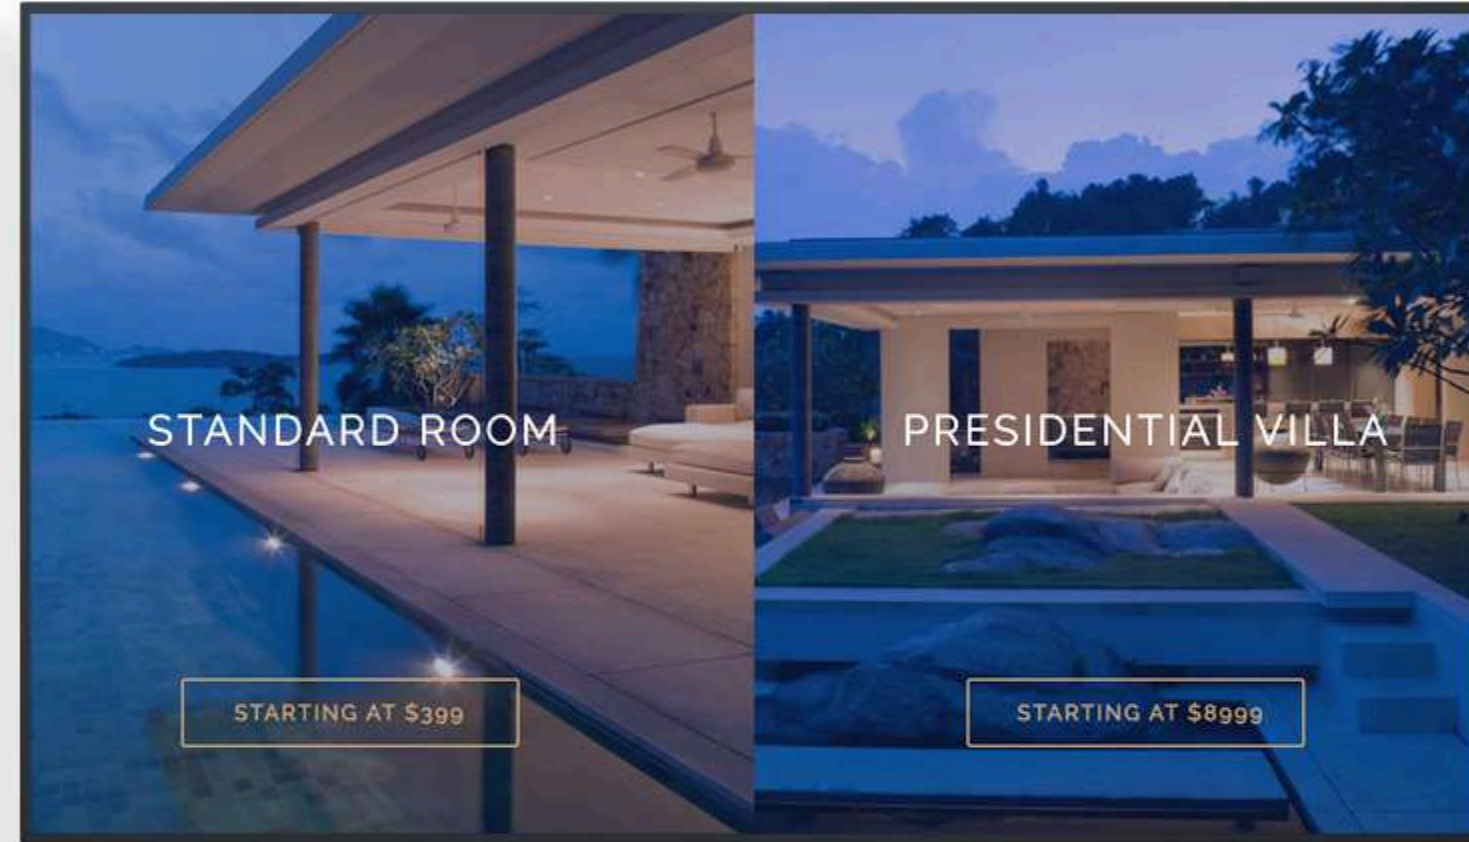 STANDARD ROOM
STARTING AT $399
PRESIDENTIAL VILLA
STARTING AT $8999